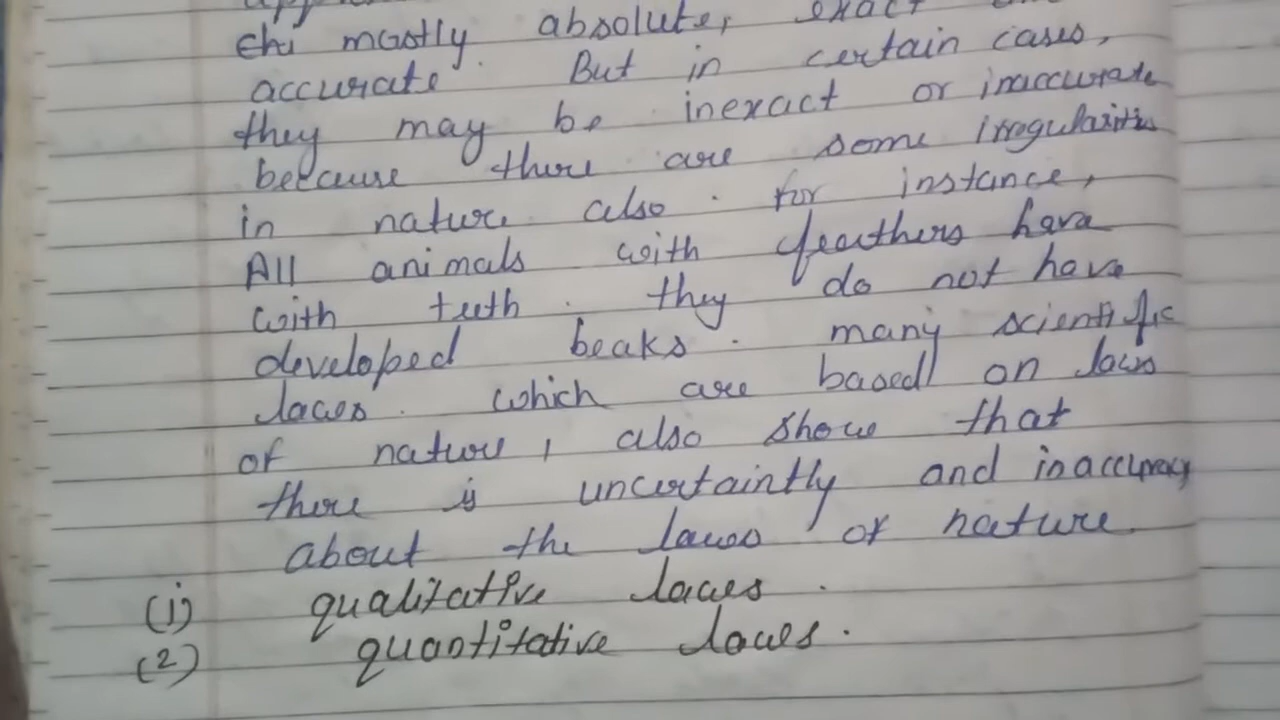 mostly absolute, exact
accurate. But in certain cases,
they may be inexact or inaccurate
because there are some irregularities
in nature also. for instance,
All animals with feathers have
with teeth. they do not have
developed beaks. many scientific
laws. which are based on laws
of nature, also show that
there is uncertaintly and inaccuracy
about the laws of nature.
(1) qualitative laws.
(2) quantitative laws.